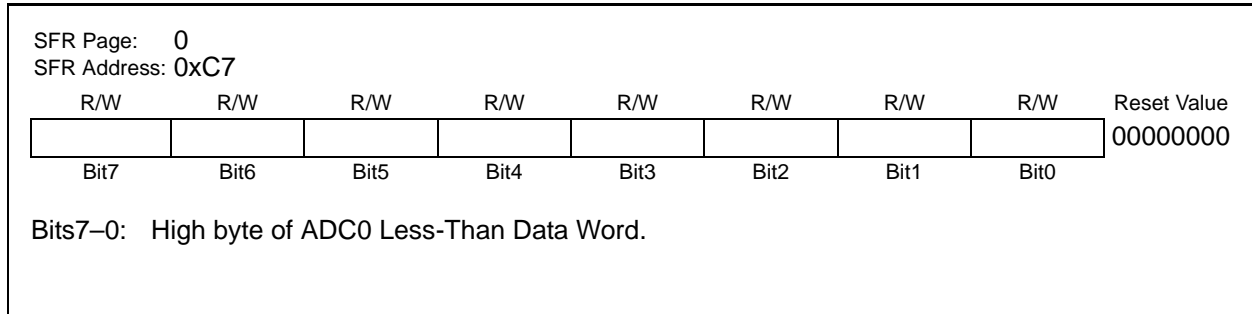 SFR Page: 0
SFR Address: 0xC7
R/W R/W R/W R/W R/W R/W R/W R/W Reset Value
00000000
Bit7 Bit6 Bit5 Bit4 Bit3 Bit2 Bit1 Bit0
Bits7–0: High byte of ADC0 Less-Than Data Word.